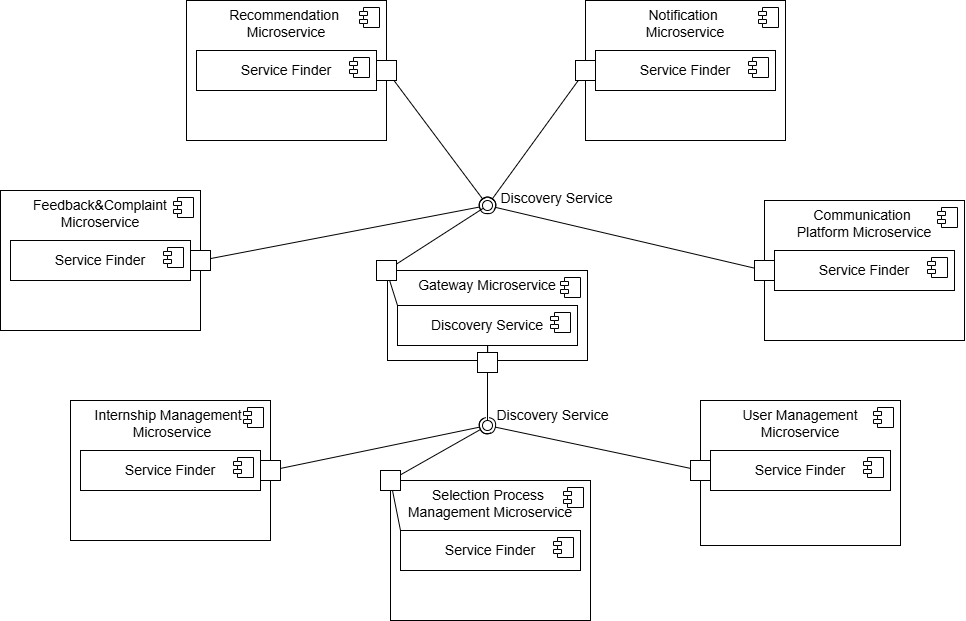 Recommendation
Microservice
Service Finder
Notification
Microservice
Service Finder
Discovery Service
Feedback&Complaint
Microservice
Service Finder
Communication
Platform Microservice
Service Finder
Gateway Microservice
Discovery Service
Discovery Service
Internship Management
Microservice
Service Finder
Selection Process
Management Microservice
Service Finder
User Management
Microservice
Service Finder